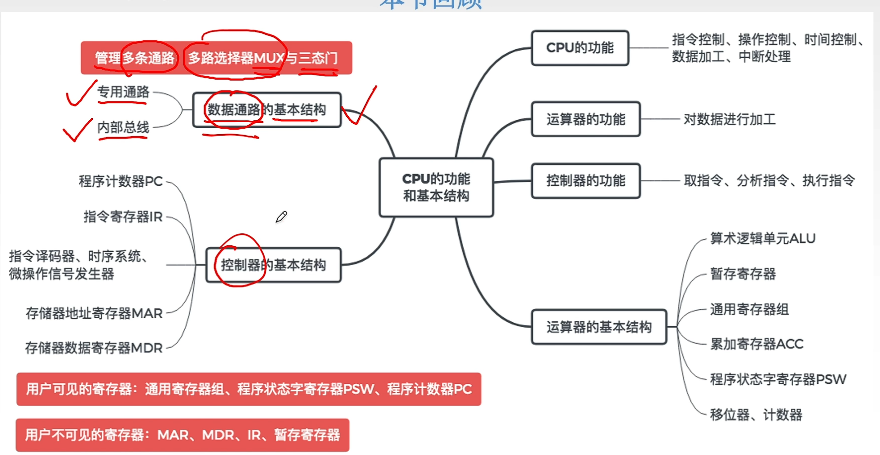 本节回顾
管理多条通路 多路选择器MUX与三态门
专用通路
内部总线
数据通路的基本结构
程序计数器PC
指令寄存器IR
指令译码器、时序系统、
微操作信号发生器
存储器地址寄存器MAR
存储器数据寄存器MDR
控制器的基本结构
CPU的功能
和基本结构
CPU的功能
指令控制、操作控制、时间控制、
数据加工、中断处理
运算器的功能
对数据进行加工
控制器的功能
取指令、分析指令、执行指令
运算器的基本结构
算术逻辑单元ALU
暂存寄存器
通用寄存器组
累加寄存器ACC
程序状态字寄存器PSW
移位器、计数器
用户可见的寄存器：通用寄存器组、程序状态字寄存器PSW、程序计数器PC
用户不可见的寄存器：MAR、MDR、IR、暂存寄存器